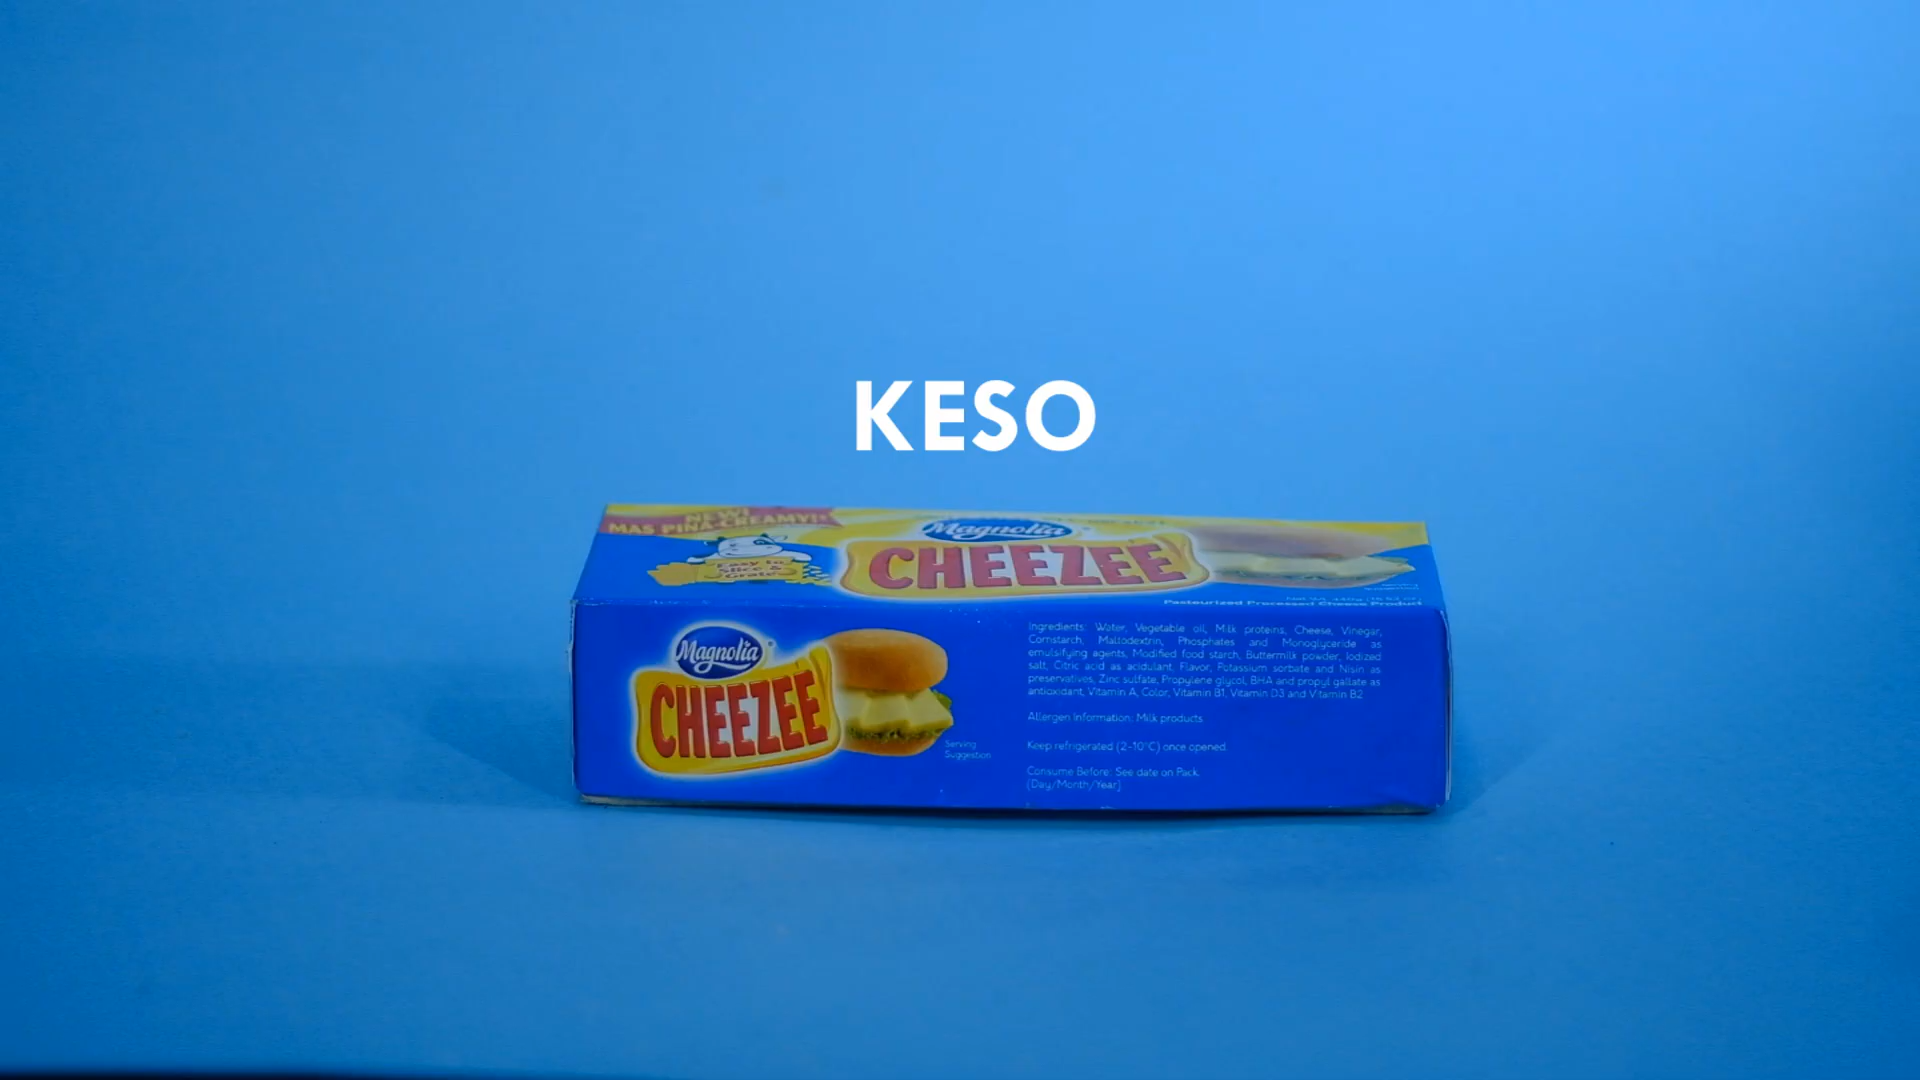 KESO
NEW!
MAS PINA-CREAMY!
Magnolia
CHEEZEE
Easy to
Slice &
Grate
Pasteurized Processed Cheese Product
Magnolia
CHEEZEE
Serving
Suggestion
Ingredients: Water, Vegetable oil, Milk proteins, Cheese, Vinegar,
Cornstarch, Maltodextrin, Phosphates and Monoglyceride as
emulsifying agents, Modified food starch, Buttermilk powder, Iodized
salt, Citric acid as acidulant, Flavor, Potassium sorbate and Nisin as
preservatives, Zinc sulfate, Propylene glycol, BHA and propyl gallate as
antioxidant, Vitamin A, Color, Vitamin B1, Vitamin D3 and Vitamin B2
Allergen Information: Milk products
Keep refrigerated (2-10°C) once opened.
Consume Before: See date on Pack
(Day/Month/Year)